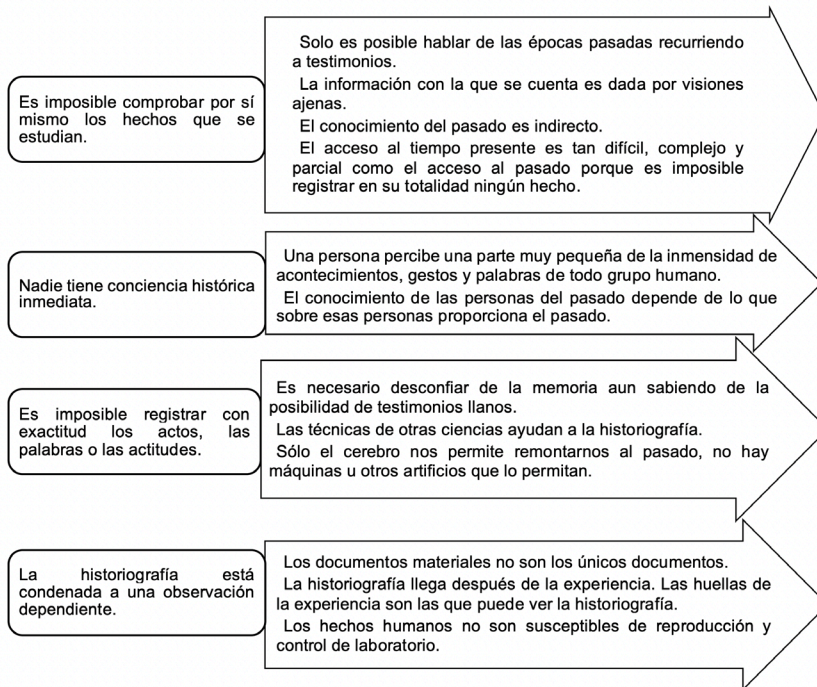 Es imposible comprobar por sí
mismo los hechos que se
estudian.
Solo es posible hablar de las épocas pasadas recurriendo
a testimonios.
La información con la que se cuenta es dada por visiones
ajenas.
El conocimiento del pasado es indirecto.
El acceso al tiempo presente es tan difícil, complejo y
parcial como el acceso al pasado porque es imposible
registrar en su totalidad ningún hecho.
Nadie tiene conciencia histórica
inmediata.
Una persona percibe una parte muy pequeña de la inmensidad de
acontecimientos, gestos y palabras de todo grupo humano.
El conocimiento de las personas del pasado depende de lo que
sobre esas personas proporciona el pasado.
Es imposible registrar con
exactitud los actos, las
palabras o las actitudes.
Es necesario desconfiar de la memoria aun sabiendo de la
posibilidad de testimonios llanos.
Las técnicas de otras ciencias ayudan a la historiografía.
Sólo el cerebro nos permite remontarnos al pasado, no hay
máquinas u otros artificios que lo permitan.
La historiografía está
condenada a una observación
dependiente.
Los documentos materiales no son los únicos documentos.
La historiografía llega después de la experiencia. Las huellas de
la experiencia son las que puede ver la historiografía.
Los hechos humanos no son susceptibles de reproducción y
control de laboratorio.